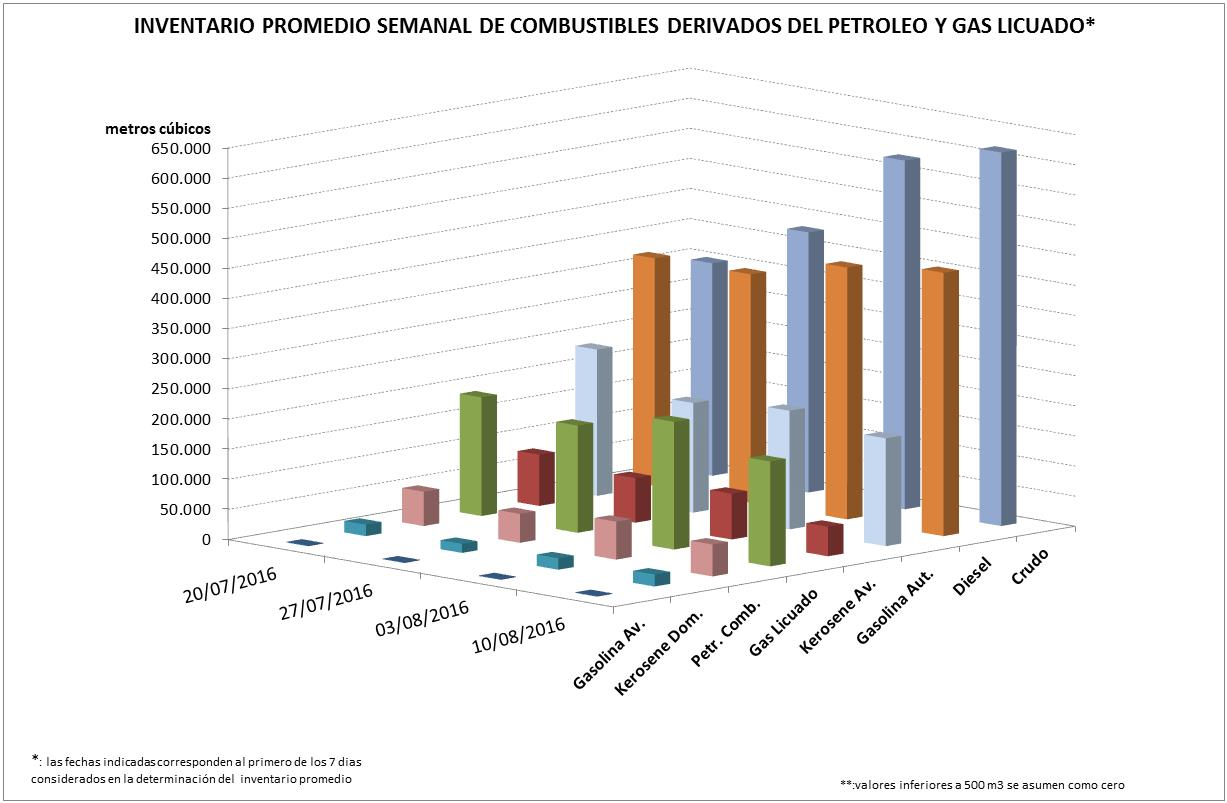 INVENTARIO PROMEDIO SEMANAL DE COMBUSTIBLES DERIVADOS DEL PETROLEO Y GAS LICUADO*
metros cúbicos
650.000
600.000
550.000
500.000
450.000
400.000
350.000
300.000
250.000
200.000
150.000
100.000
50.000
0
20/07/2016
27/07/2016
03/08/2016
10/08/2016
Gasolina Av.
Kerosene Dom.
Petr. Comb.
Gas Licuado
Kerosene Av.
Gasolina Aut.
Diesel
Crudo
*: las fechas indicadas corresponden al primero de los 7 dias
considerados en la determinación del inventario promedio
**:valores inferiores a 500 m3 se asumen como cero